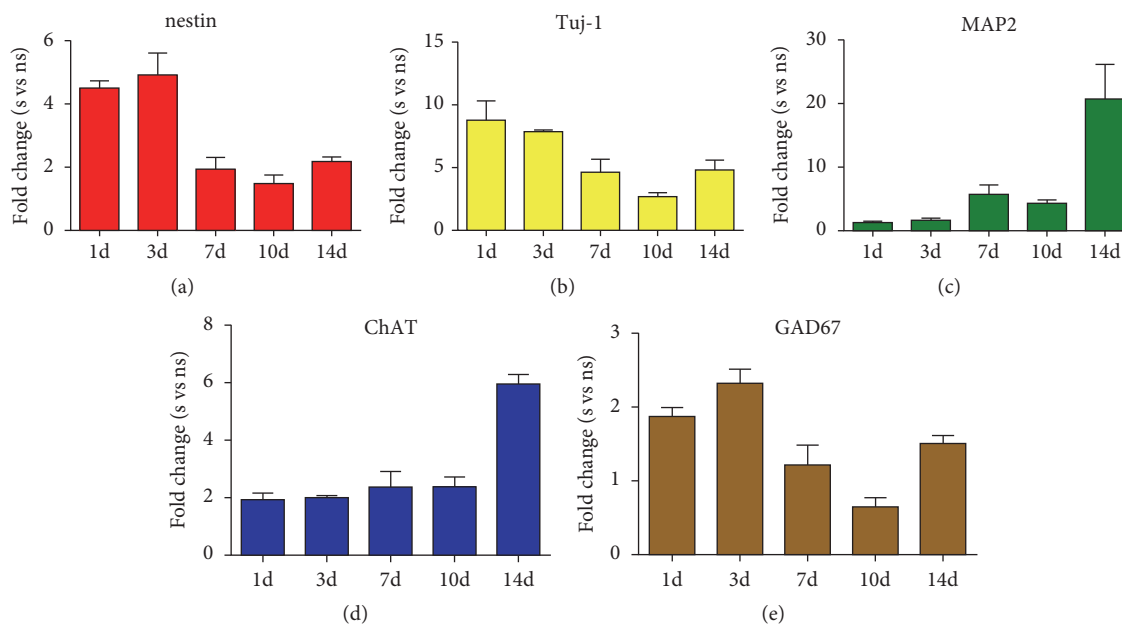 nestin
Fold change (s vs ns)
6
4
2
0
1d 3d 7d 10d 14d
(a)
Tuj-1
Fold change (s vs ns)
15
10
5
0
1d 3d 7d 10d 14d
(b)
MAP2
Fold change (s vs ns)
30
20
10
0
1d 3d 7d 10d 14d
(c)
ChAT
Fold change (s vs ns)
8
6
4
2
0
1d 3d 7d 10d 14d
(d)
GAD67
Fold change (s vs ns)
3
2
1
0
1d 3d 7d 10d 14d
(e)